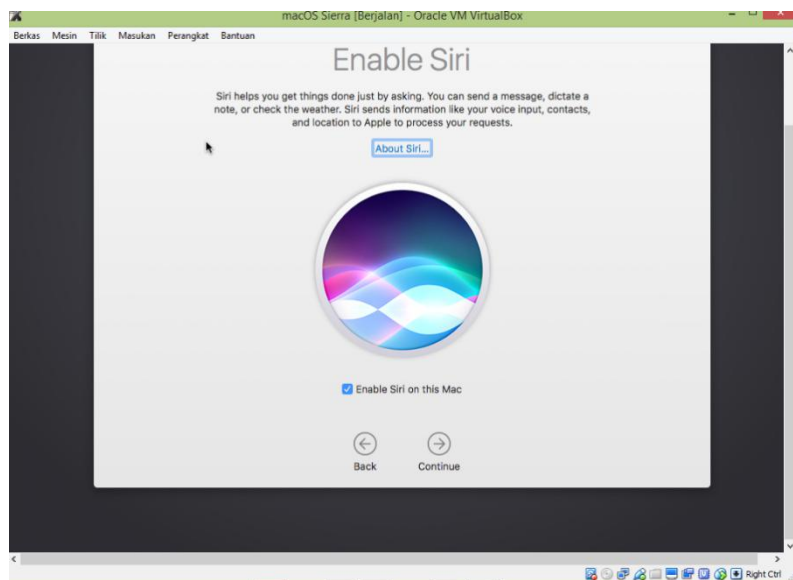 macOS Sierra [Berjalan] - Oracle VM VirtualBox
Berkas Mesin Tilik Masukan Perangkat Bantuan
Enable Siri
Siri helps you get things done just by asking. You can send a message, dictate a
note, or check the weather. Siri sends information like your voice input, contacts,
and location to Apple to process your requests.
About Siri...
Enable Siri on this Mac
Back Continue
Right Ctrl